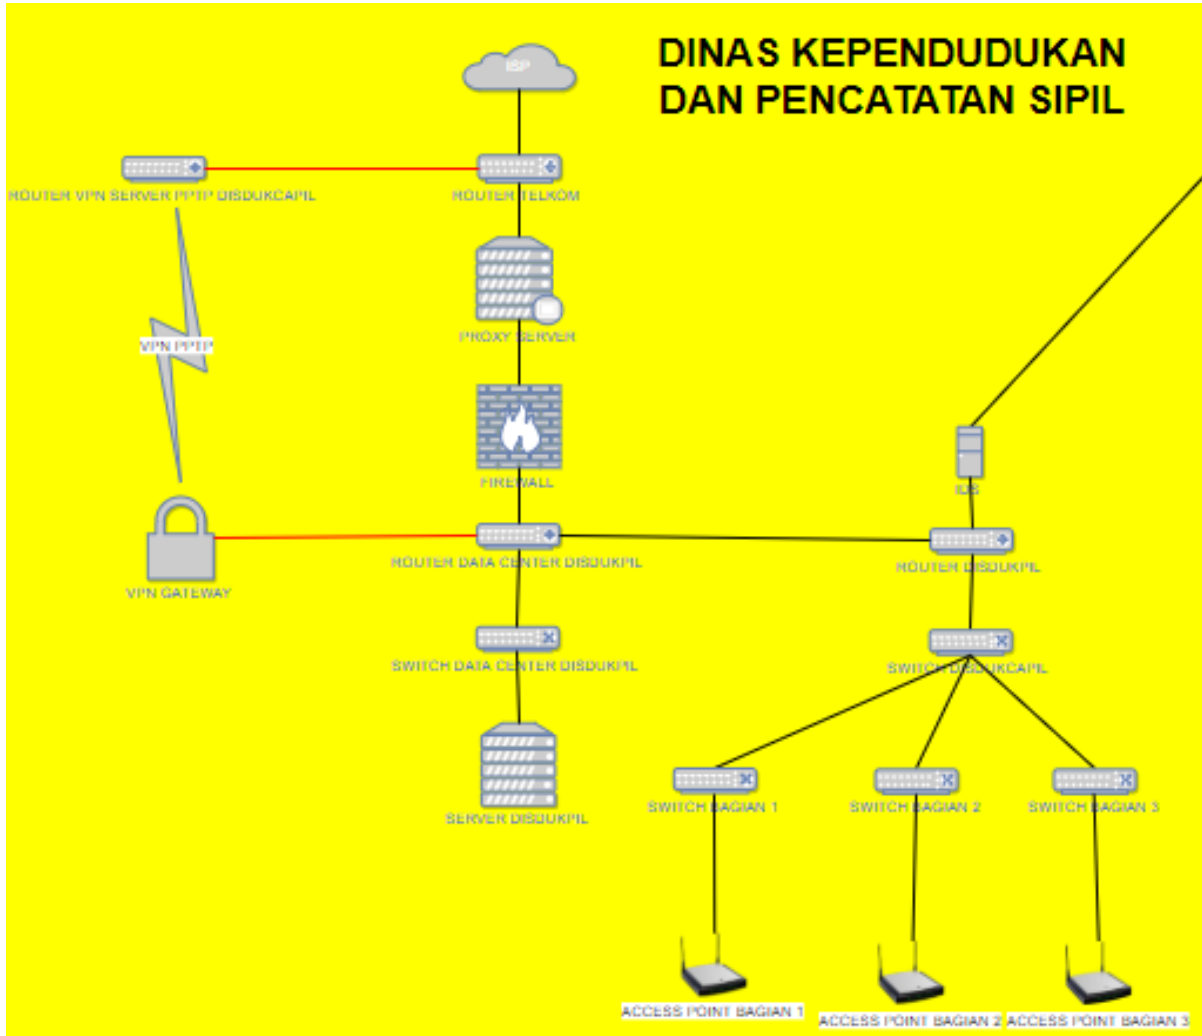 DINAS KEPENDUDUKAN
DAN PENCATATAN SIPIL
ISP
ROUTER VPN SERVER PPTP DISDUKCAPIL
ROUTER TELKOM
VPN PPTP
PROXY SERVER
FIREWALL
IDS
VPN GATEWAY
ROUTER DATA CENTER DISDUKPIL
ROUTER DISDUKPIL
SWITCH DATA CENTER DISDUKPIL
SWITCH DISDUKCAPIL
SERVER DISDUKPIL
SWITCH BAGIAN 1
SWITCH BAGIAN 2
SWITCH BAGIAN 3
ACCESS POINT BAGIAN 1
ACCESS POINT BAGIAN 2
ACCESS POINT BAGIAN 3